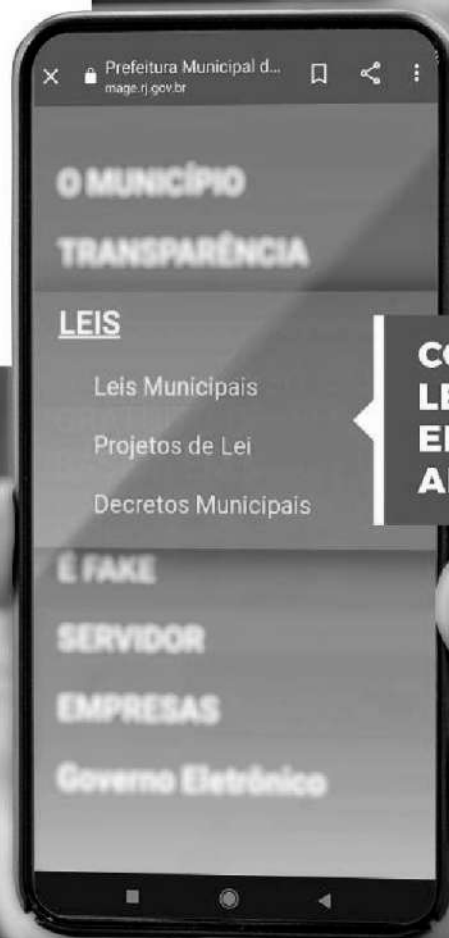 Prefeitura Municipal d...
mage.rj.gov.br
O MUNICÍPIO
TRANSPARÊNCIA
LEIS
Leis Municipais
Projetos de Lei
Decretos Municipais
É FAKE
SERVIDOR
EMPRESAS
Governo Eletrônico